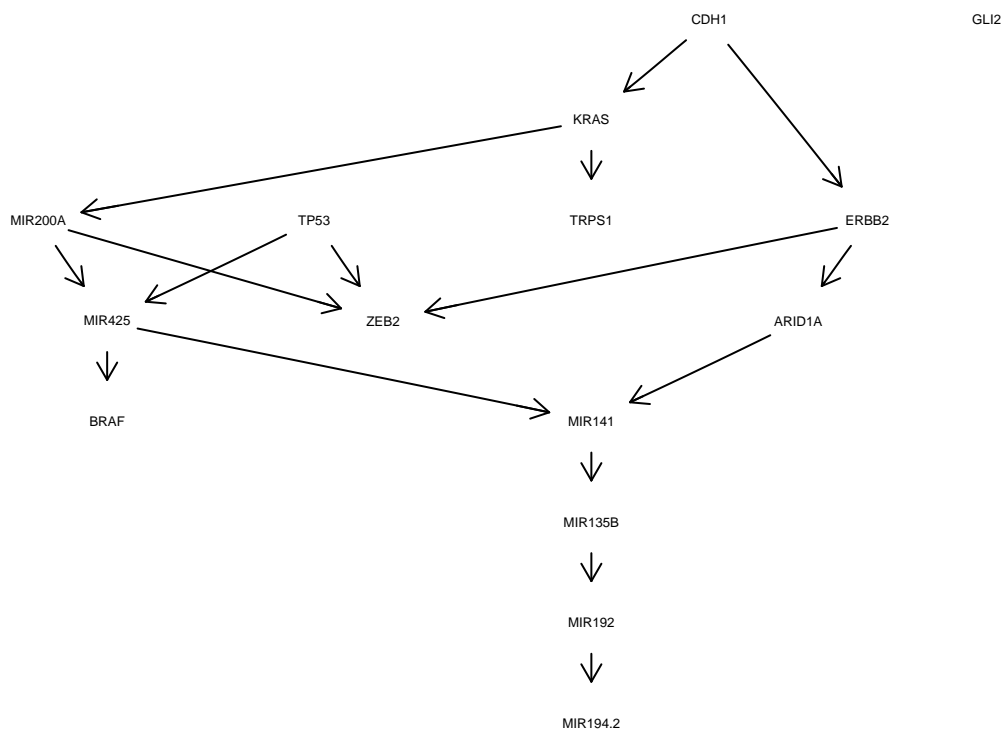 CDH1
GLI2
KRAS
MIR200A
TP53
TRPS1
ERBB2
MIR425
ZEB2
ARID1A
BRAF
MIR141
MIR135B
MIR192
MIR194.2